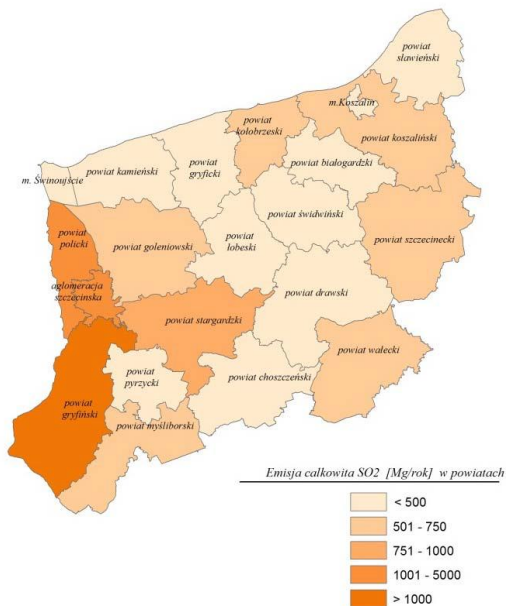 powiat
sławieński
m.Koszalin
powiat
kołobrzeski
powiat koszaliński
powiat
gryficki
powiat białogardzki
m. Świnoujście
powiat kamieński
powiat świdwiński
powiat
policki
powiat goleniowski
powiat
łobeski
powiat szczecinecki
aglomeracja
szczecińska
powiat drawski
powiat stargardzki
powiat wałecki
powiat
pyrzycki
powiat choszczeński
powiat
gryfiński
powiat myśliborski
Emisja całkowita SO2 [Mg/rok] w powiatach
< 500
501 - 750
751 - 1000
1001 - 5000
> 1000